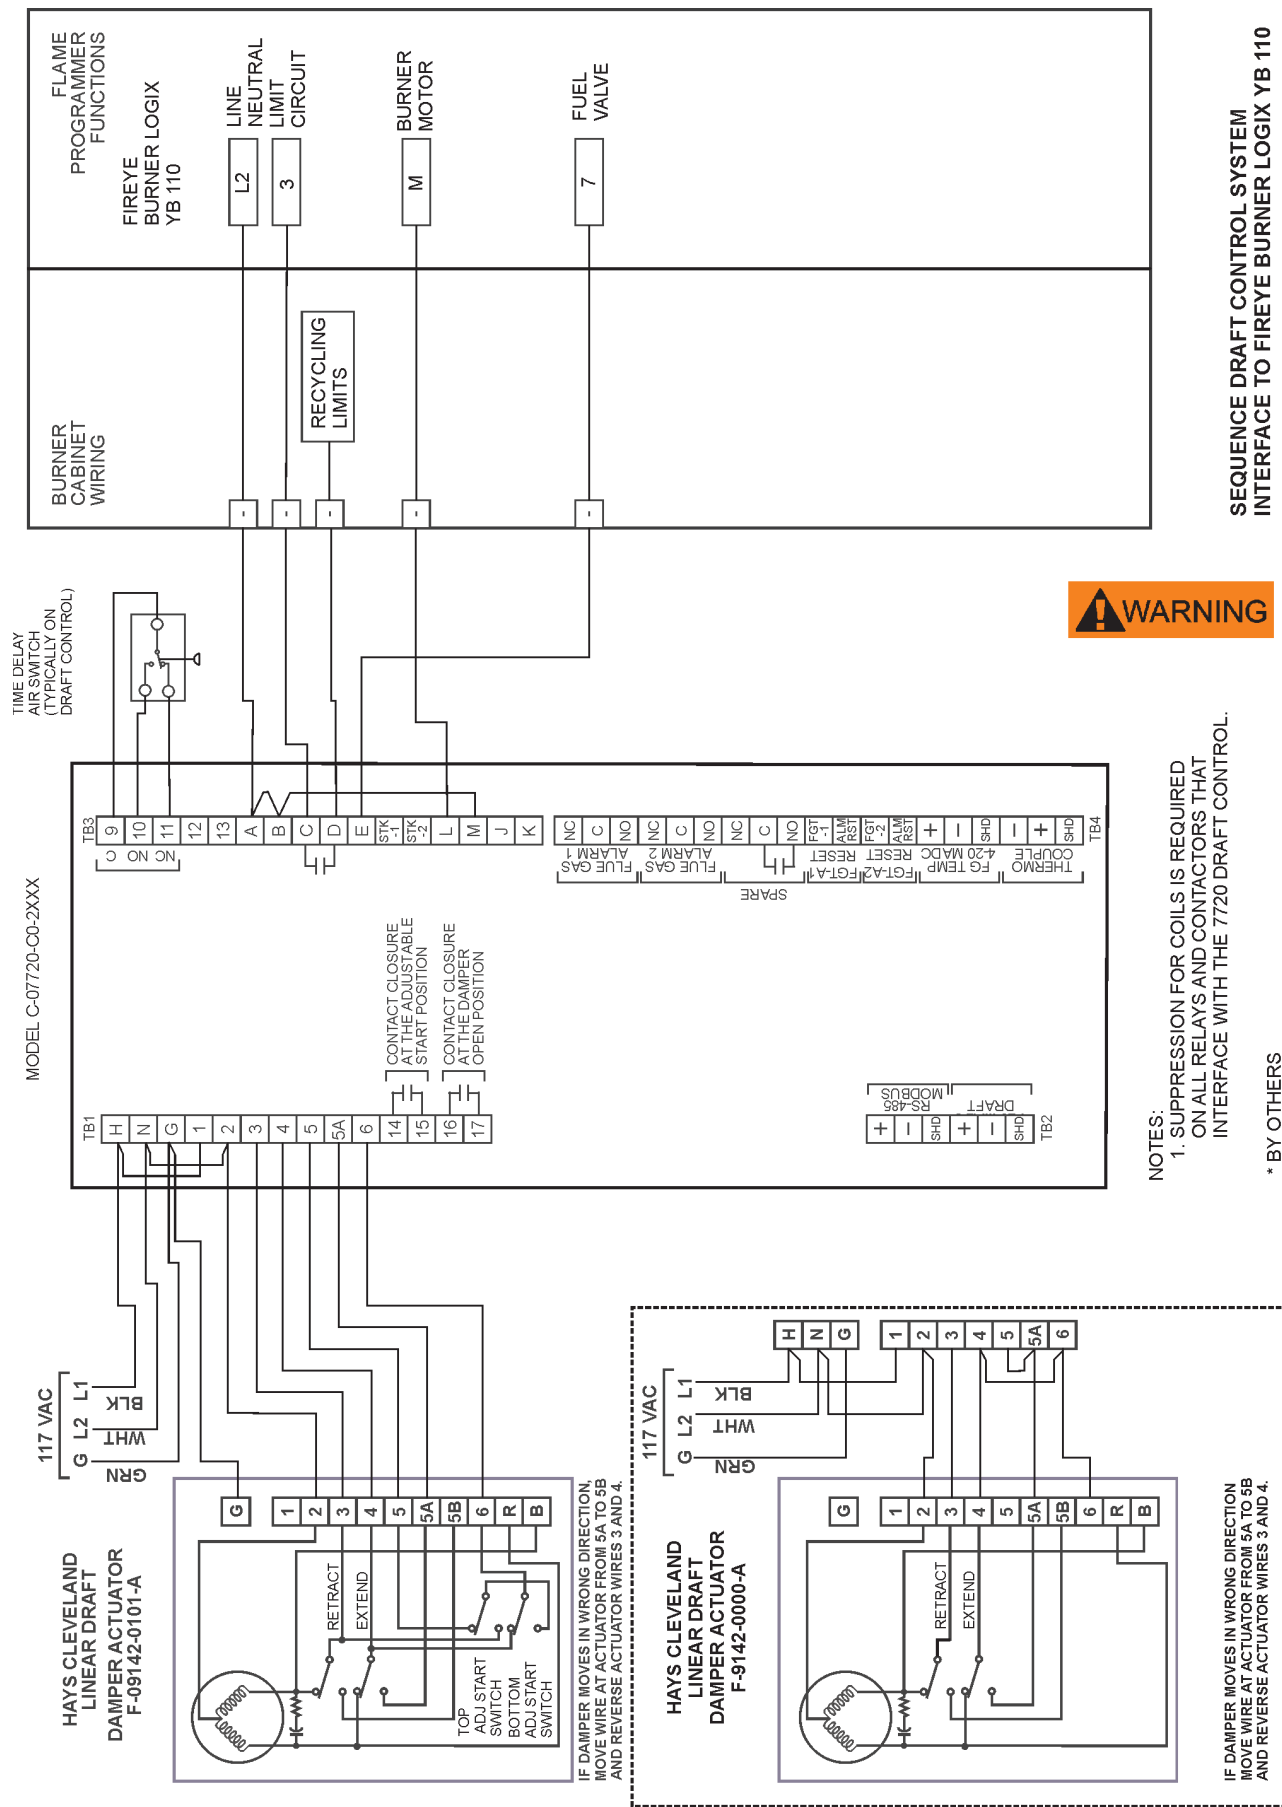 FLAME
PROGRAMMER
FUNCTIONS
FIREYE
BURNER LOGIX
YB 110
LINE
NEUTRAL
LIMIT
CIRCUIT
BURNER
MOTOR
FUEL
VALVE
L2
3
M
7
BURNER
CABINET
WIRING
RECYCLING
LIMITS
-
-
-
-
-
TIME DELAY
AIR SWITCH
(TYPICALLY ON
DRAFT CONTROL)
MODEL C-07720-C0-2XXX
TB3
9
10
11
12
13
A
B
C
D
E
STK
-1
STK
-2
L
M
J
K
C
NO
NC
NC
C
NO
NC
C
NO
NC
C
NO
FGT
-1
ALM
RST
FGT
-2
ALM
RST
+
−
SHD
−
+
SHD
TB4
FLUE GAS
ALARM 1
FLUE GAS
ALARM 2
SPARE
FGT-A1
RESET
FGT-A2
RESET
FG TEMP
4-20 MADC
THERMO
COUPLE
CONTACT CLOSURE
AT THE ADJUSTABLE
START POSITION
CONTACT CLOSURE
AT THE DAMPER
OPEN POSITION
TB1
H
N
G
1
2
3
4
5
5A
6
14
15
16
17
RS-485
MODBUS
DRAFT
+
−
SHD
+
−
SHD
TB2
117 VAC
G L2 L1
BLK
WHT
GRN
HAYS CLEVELAND
LINEAR DRAFT
DAMPER ACTUATOR
F-09142-0101-A
G
1
2
3
4
5
5A
5B
6
R
B
RETRACT
EXTEND
TOP
ADJ START
SWITCH
BOTTOM
ADJ START
SWITCH
IF DAMPER MOVES IN WRONG DIRECTION,
MOVE WIRE AT ACTUATOR FROM 5A TO 5B
AND REVERSE ACTUATOR WIRES 3 AND 4.
117 VAC
G L2 L1
BLK
WHT
GRN
H
N
G
1
2
3
4
5
5A
6
HAYS CLEVELAND
LINEAR DRAFT
DAMPER ACTUATOR
F-9142-0000-A
G
1
2
3
4
5
5A
5B
6
R
B
RETRACT
EXTEND
IF DAMPER MOVES IN WRONG DIRECTION
MOVE WIRE AT ACTUATOR FROM 5A TO 5B
AND REVERSE ACTUATOR WIRES 3 AND 4.
WARNING
NOTES:
1. SUPPRESSION FOR COILS IS REQUIRED
ON ALL RELAYS AND CONTACTORS THAT
INTERFACE WITH THE 7720 DRAFT CONTROL.
* BY OTHERS
SEQUENCE DRAFT CONTROL SYSTEM
INTERFACE TO FIREYE BURNER LOGIX YB 110